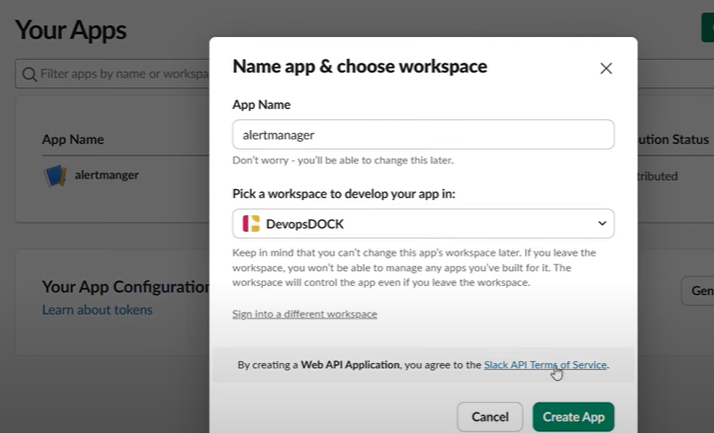 Your Apps
Filter apps by name or workspa
App Name
ution Status
alertmanger
tributed
Your App Configuration
Learn about tokens
Gen
Name app & choose workspace
App Name
alertmanager
Don't worry - you'll be able to change this later.
Pick a workspace to develop your app in:
DevopsDOCK
Keep in mind that you can't change this app's workspace later. If you leave the
workspace, you won't be able to manage any apps you've built for it. The
workspace will control the app even if you leave the workspace.
Sign into a different workspace
By creating a Web API Application, you agree to the Slack API Terms of Service.
Cancel
Create App